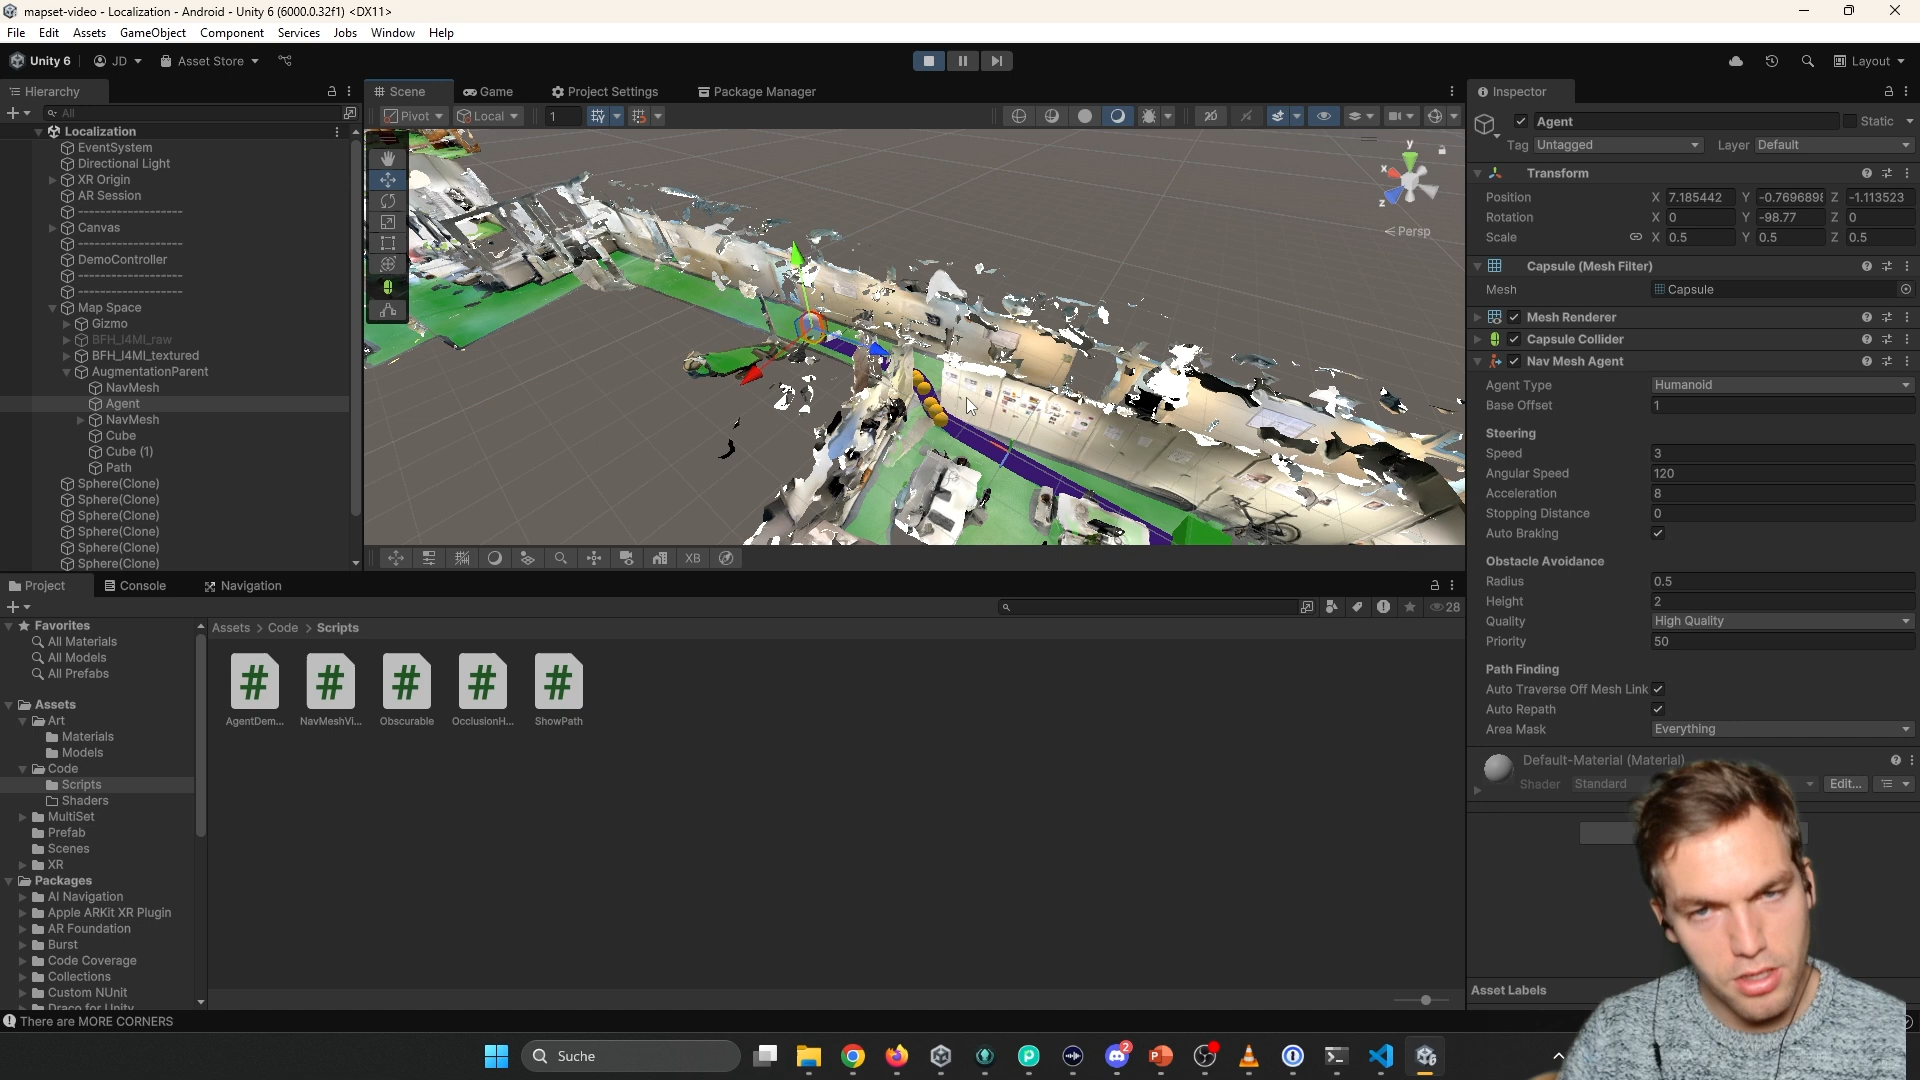 mapset-video - Localization - Android - Unity 6 (6000.0.32f1) <DX11>
File Edit Assets GameObject Component Services Jobs Window Help
Unity 6 JD Asset Store Layout
Hierarchy Scene Game Project Settings Package Manager Inspector
All Pivot Local 1 2D
Localization
EventSystem
Directional Light
XR Origin
AR Session
--------------------
Canvas
--------------------
DemoController
--------------------
--------------------
Map Space
Gizmo
BFH_I4MI_raw
BFH_I4MI_textured
AugmentationParent
NavMesh
Agent
NavMesh
Cube
Cube (1)
Path
Sphere(Clone)
Sphere(Clone)
Sphere(Clone)
Sphere(Clone)
Sphere(Clone)
Sphere(Clone)
y
x
z
Persp
XB
Agent Static
Tag Untagged Layer Default
Transform
Position X 7.185442 Y -0.7696898 Z -1.113523
Rotation X 0 Y -98.77 Z 0
Scale X 0.5 Y 0.5 Z 0.5
Capsule (Mesh Filter)
Mesh Capsule
Mesh Renderer
Capsule Collider
Nav Mesh Agent
Agent Type Humanoid
Base Offset 1
Steering
Speed 3
Angular Speed 120
Acceleration 8
Stopping Distance 0
Auto Braking
Obstacle Avoidance
Radius 0.5
Height 2
Quality High Quality
Priority 50
Path Finding
Auto Traverse Off Mesh Link
Auto Repath
Area Mask Everything
Default-Material (Material)
Shader Standard Edit...
Asset Labels
Project Console Navigation
28
Favorites
All Materials
All Models
All Prefabs
Assets
Art
Materials
Models
Code
Scripts
Shaders
MultiSet
Prefab
Scenes
XR
Packages
AI Navigation
Apple ARKit XR Plugin
AR Foundation
Burst
Code Coverage
Collections
Custom NUnit
Draco for Unity
Assets > Code > Scripts
AgentDem... NavMeshVi... Obscurable OcclusionH... ShowPath
There are MORE CORNERS
Suche
2